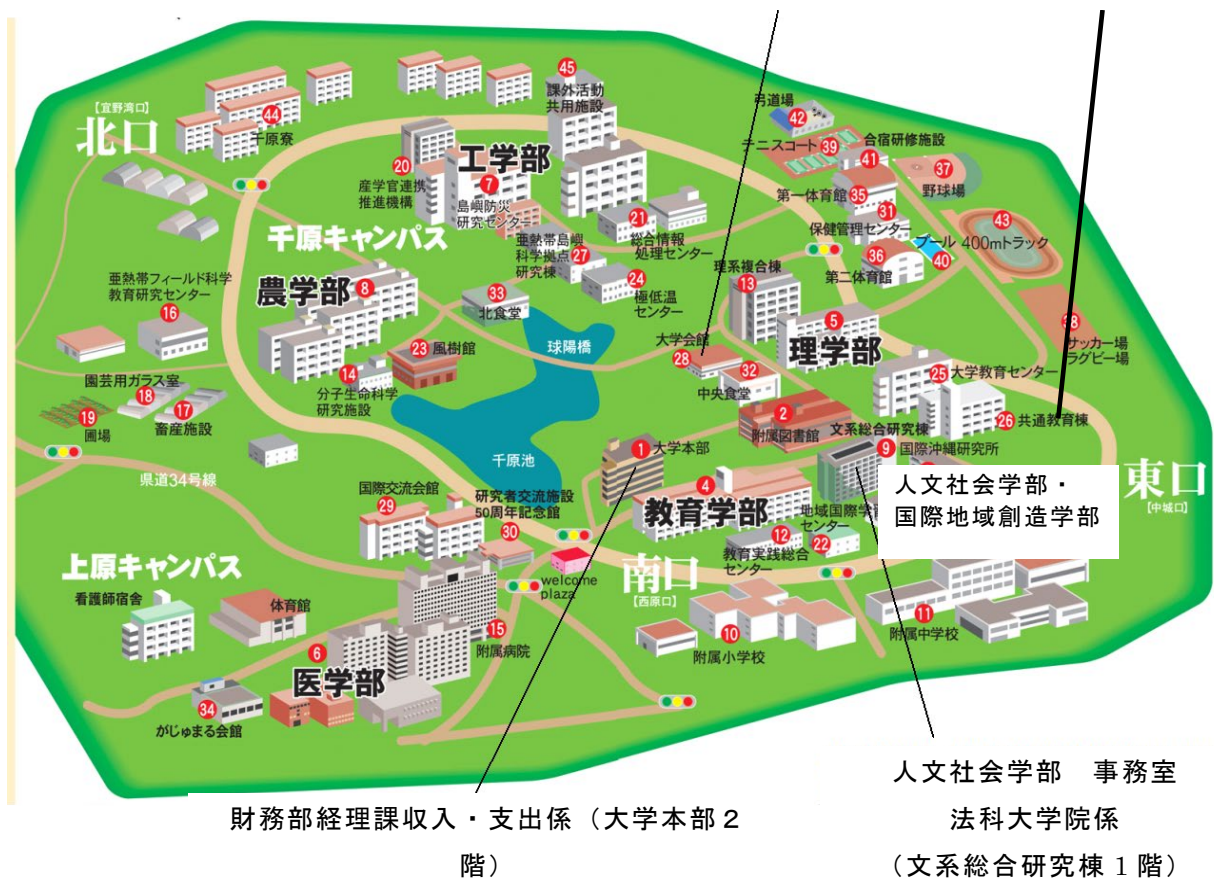 45
課外活動
共用施設
【宜野湾口】
北口
44
千原寮
弓道場
42
テニスコート 39
合宿研修施設
41
37
野球場
20
産学官連携
推進機構
工学部
7
島嶼防災
研究センター
第一体育館
35
31
保健管理センター
43
400mトラック
プール
40
36
第二体育館
21
総合情報
処理センター
千原キャンパス
亜熱帯島嶼
科学拠点
研究棟
27
24
極低温
センター
理系複合棟
13
亜熱帯フィールド科学
教育研究センター
16
農学部
8
33
北食堂
球陽橋
5
理学部
38
サッカー場
ラグビー場
大学会館
28
32
中央食堂
25 大学教育センター
23 風樹館
14
分子生命科学
研究施設
園芸用ガラス室
18
17
畜産施設
19
圃場
2
附属図書館
26 共通教育棟
文系総合研究棟
9
国際沖縄研究所
1 大学本部
千原池
県道34号線
人文社会学部・
国際地域創造学部
東口
【中城口】
国際交流会館
29
研究者交流施設
50周年記念館
30
4
教育学部
地域国際学習
センター
22
12
教育実践総合
センター
welcome
plaza
南口
【西原口】
上原キャンパス
看護師宿舎
体育館
15
附属病院
10
附属小学校
11
附属中学校
6
医学部
34
がじゅまる会館
財務部経理課収入・支出係（大学本部２
階）
人文社会学部　事務室
法科大学院係
（文系総合研究棟 1 階）